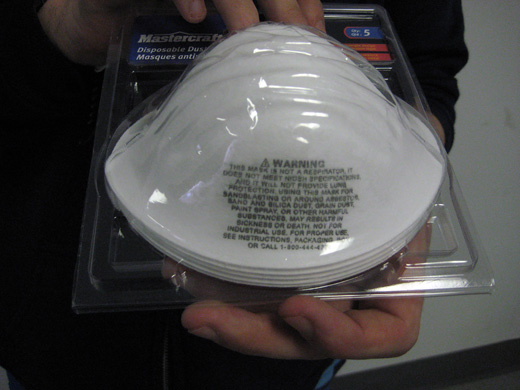 Mastercraft
Disposable Dust
Masques anti
5
WARNING
THIS MASK IS NOT A RESPIRATOR, IT
DOES NOT MEET NIOSH SPECIFICATIONS,
AND IT WILL NOT PROVIDE LUNG
PROTECTION. USING THIS MASK FOR
SANDBLASTING OR AROUND ASBESTOS,
SAND AND SILICA DUST, GRAIN DUST,
PAINT SPRAY, OR OTHER HARMFUL
SUBSTANCES, MAY RESULTS IN
SICKNESS OR DEATH. NOT FOR
INDUSTRIAL USE. FOR PROPER USE,
SEE INSTRUCTIONS, PACKAGING,
OR CALL 1-800-444-